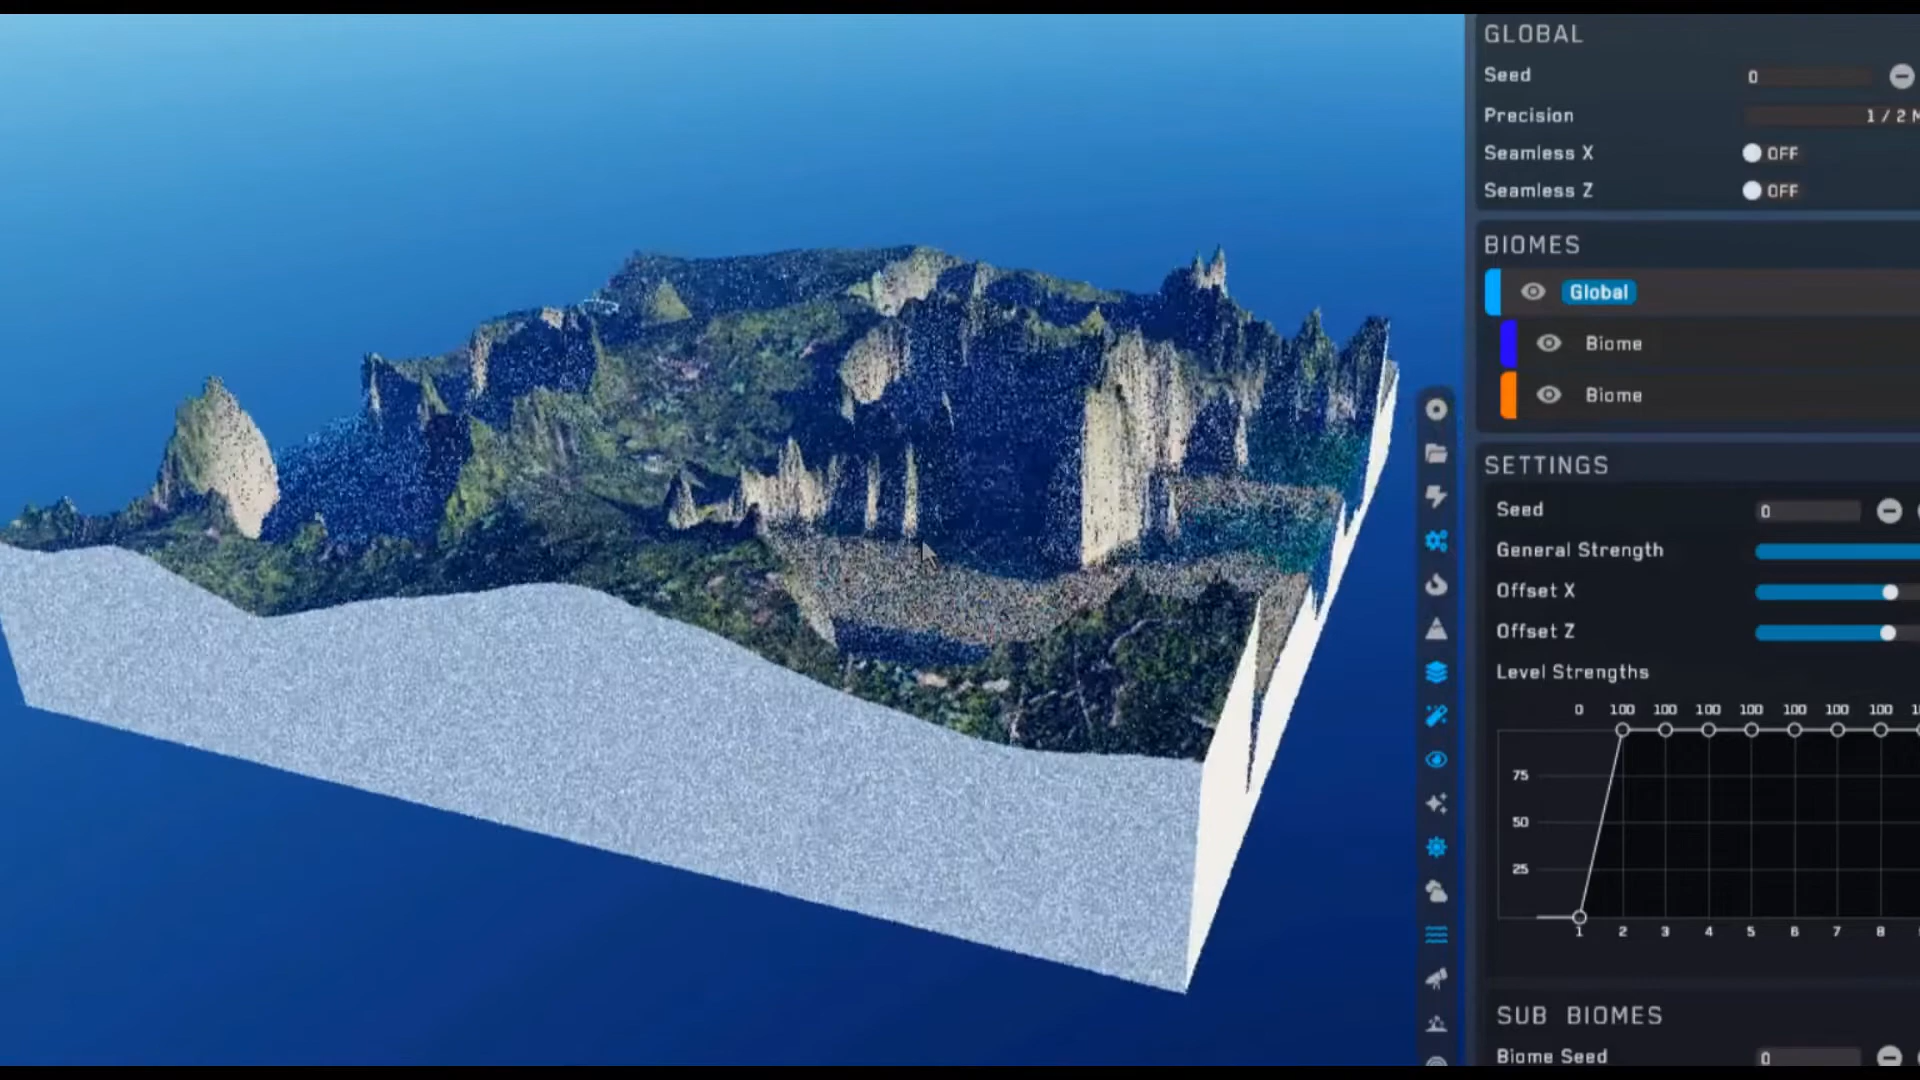 GLOBAL
Seed 0
Precision 1 / 2
Seamless X OFF
Seamless Z OFF
BIOMES
Global
Biome
Biome
SETTINGS
Seed 0
General Strength
Offset X
Offset Z
Level Strengths
0 100 100 100 100 100 100 100
75
50
25
1 2 3 4 5 6 7 8
SUB BIOMES
Biome Seed 0